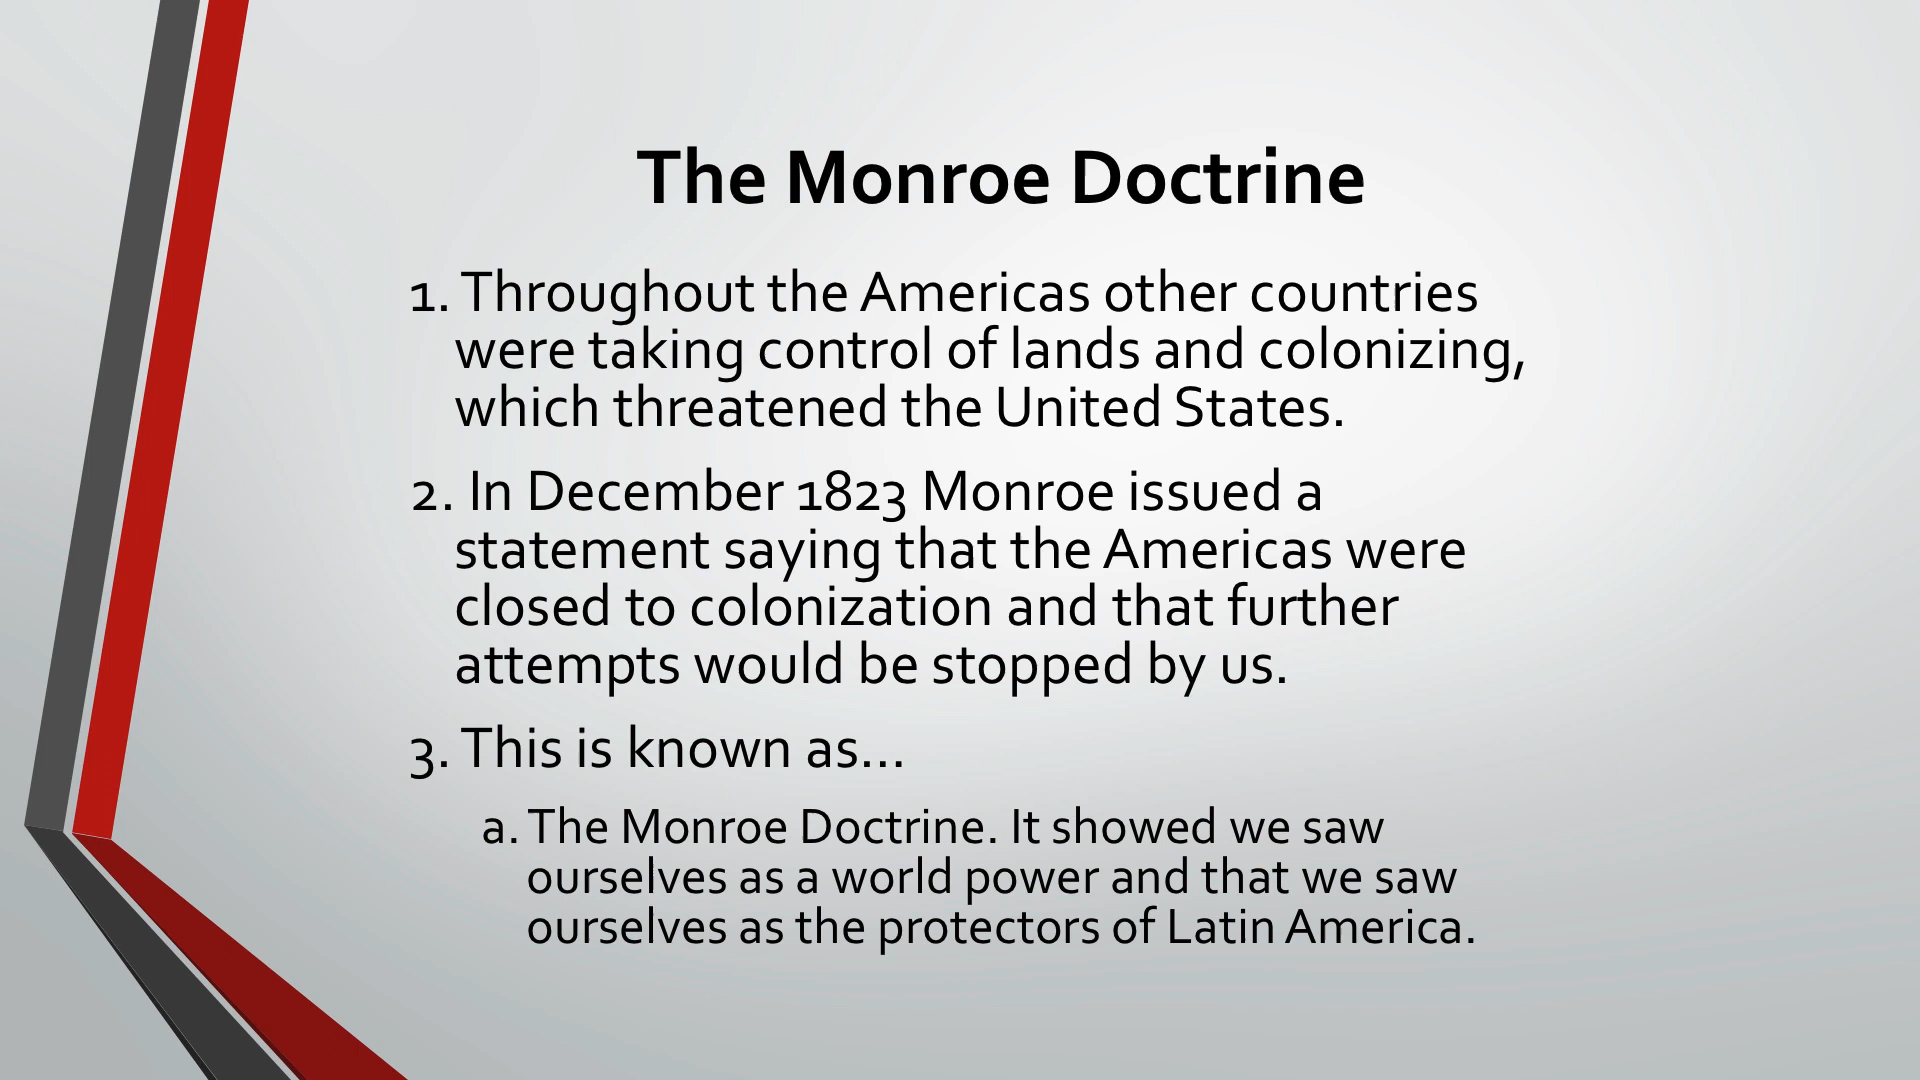 The Monroe Doctrine
1. Throughout the Americas other countries
were taking control of lands and colonizing,
which threatened the United States.
2. In December 1823 Monroe issued a
statement saying that the Americas were
closed to colonization and that further
attempts would be stopped by us.
3. This is known as…
a. The Monroe Doctrine. It showed we saw
ourselves as a world power and that we saw
ourselves as the protectors of Latin America.